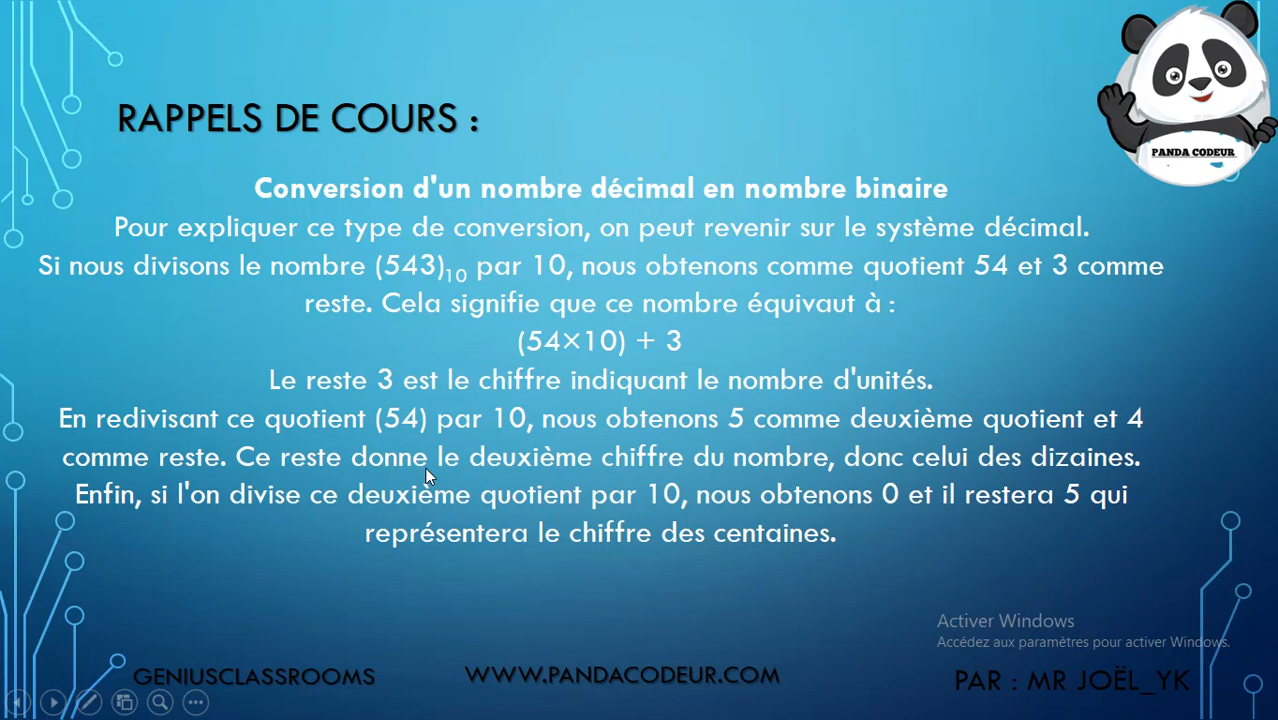 RAPPELS DE COURS :
PANDA CODEUR
Conversion d'un nombre décimal en nombre binaire
Pour expliquer ce type de conversion, on peut revenir sur le système décimal.
Si nous divisons le nombre (543)₁₀ par 10, nous obtenons comme quotient 54 et 3 comme
reste. Cela signifie que ce nombre équivaut à :
(54×10) + 3
Le reste 3 est le chiffre indiquant le nombre d'unités.
En redivisant ce quotient (54) par 10, nous obtenons 5 comme deuxième quotient et 4
comme reste. Ce reste donne le deuxième chiffre du nombre, donc celui des dizaines.
Enfin, si l'on divise ce deuxième quotient par 10, nous obtenons 0 et il restera 5 qui
représentera le chiffre des centaines.
Activer Windows
Accédez aux paramètres pour activer Windows.
GENIUSCLASSROOMS
WWW.PANDACODEUR.COM
PAR : MR JOËL_YK